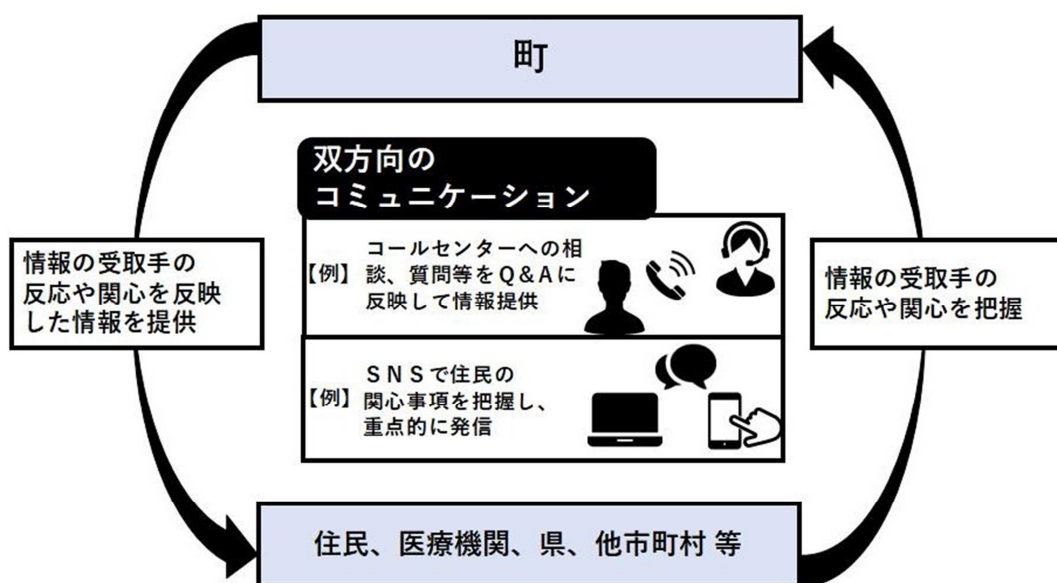 町
双方向の
コミュニケーション
情報の受取手の
反応や関心を反映
した情報を提供
【例】
コールセンターへの相
談、質問等をQ&Aに
反映して情報提供
【例】
SNSで住民の
関心事項を把握し、
重点的に発信
情報の受取手の
反応や関心を把握
住民、医療機関、県、他市町村 等